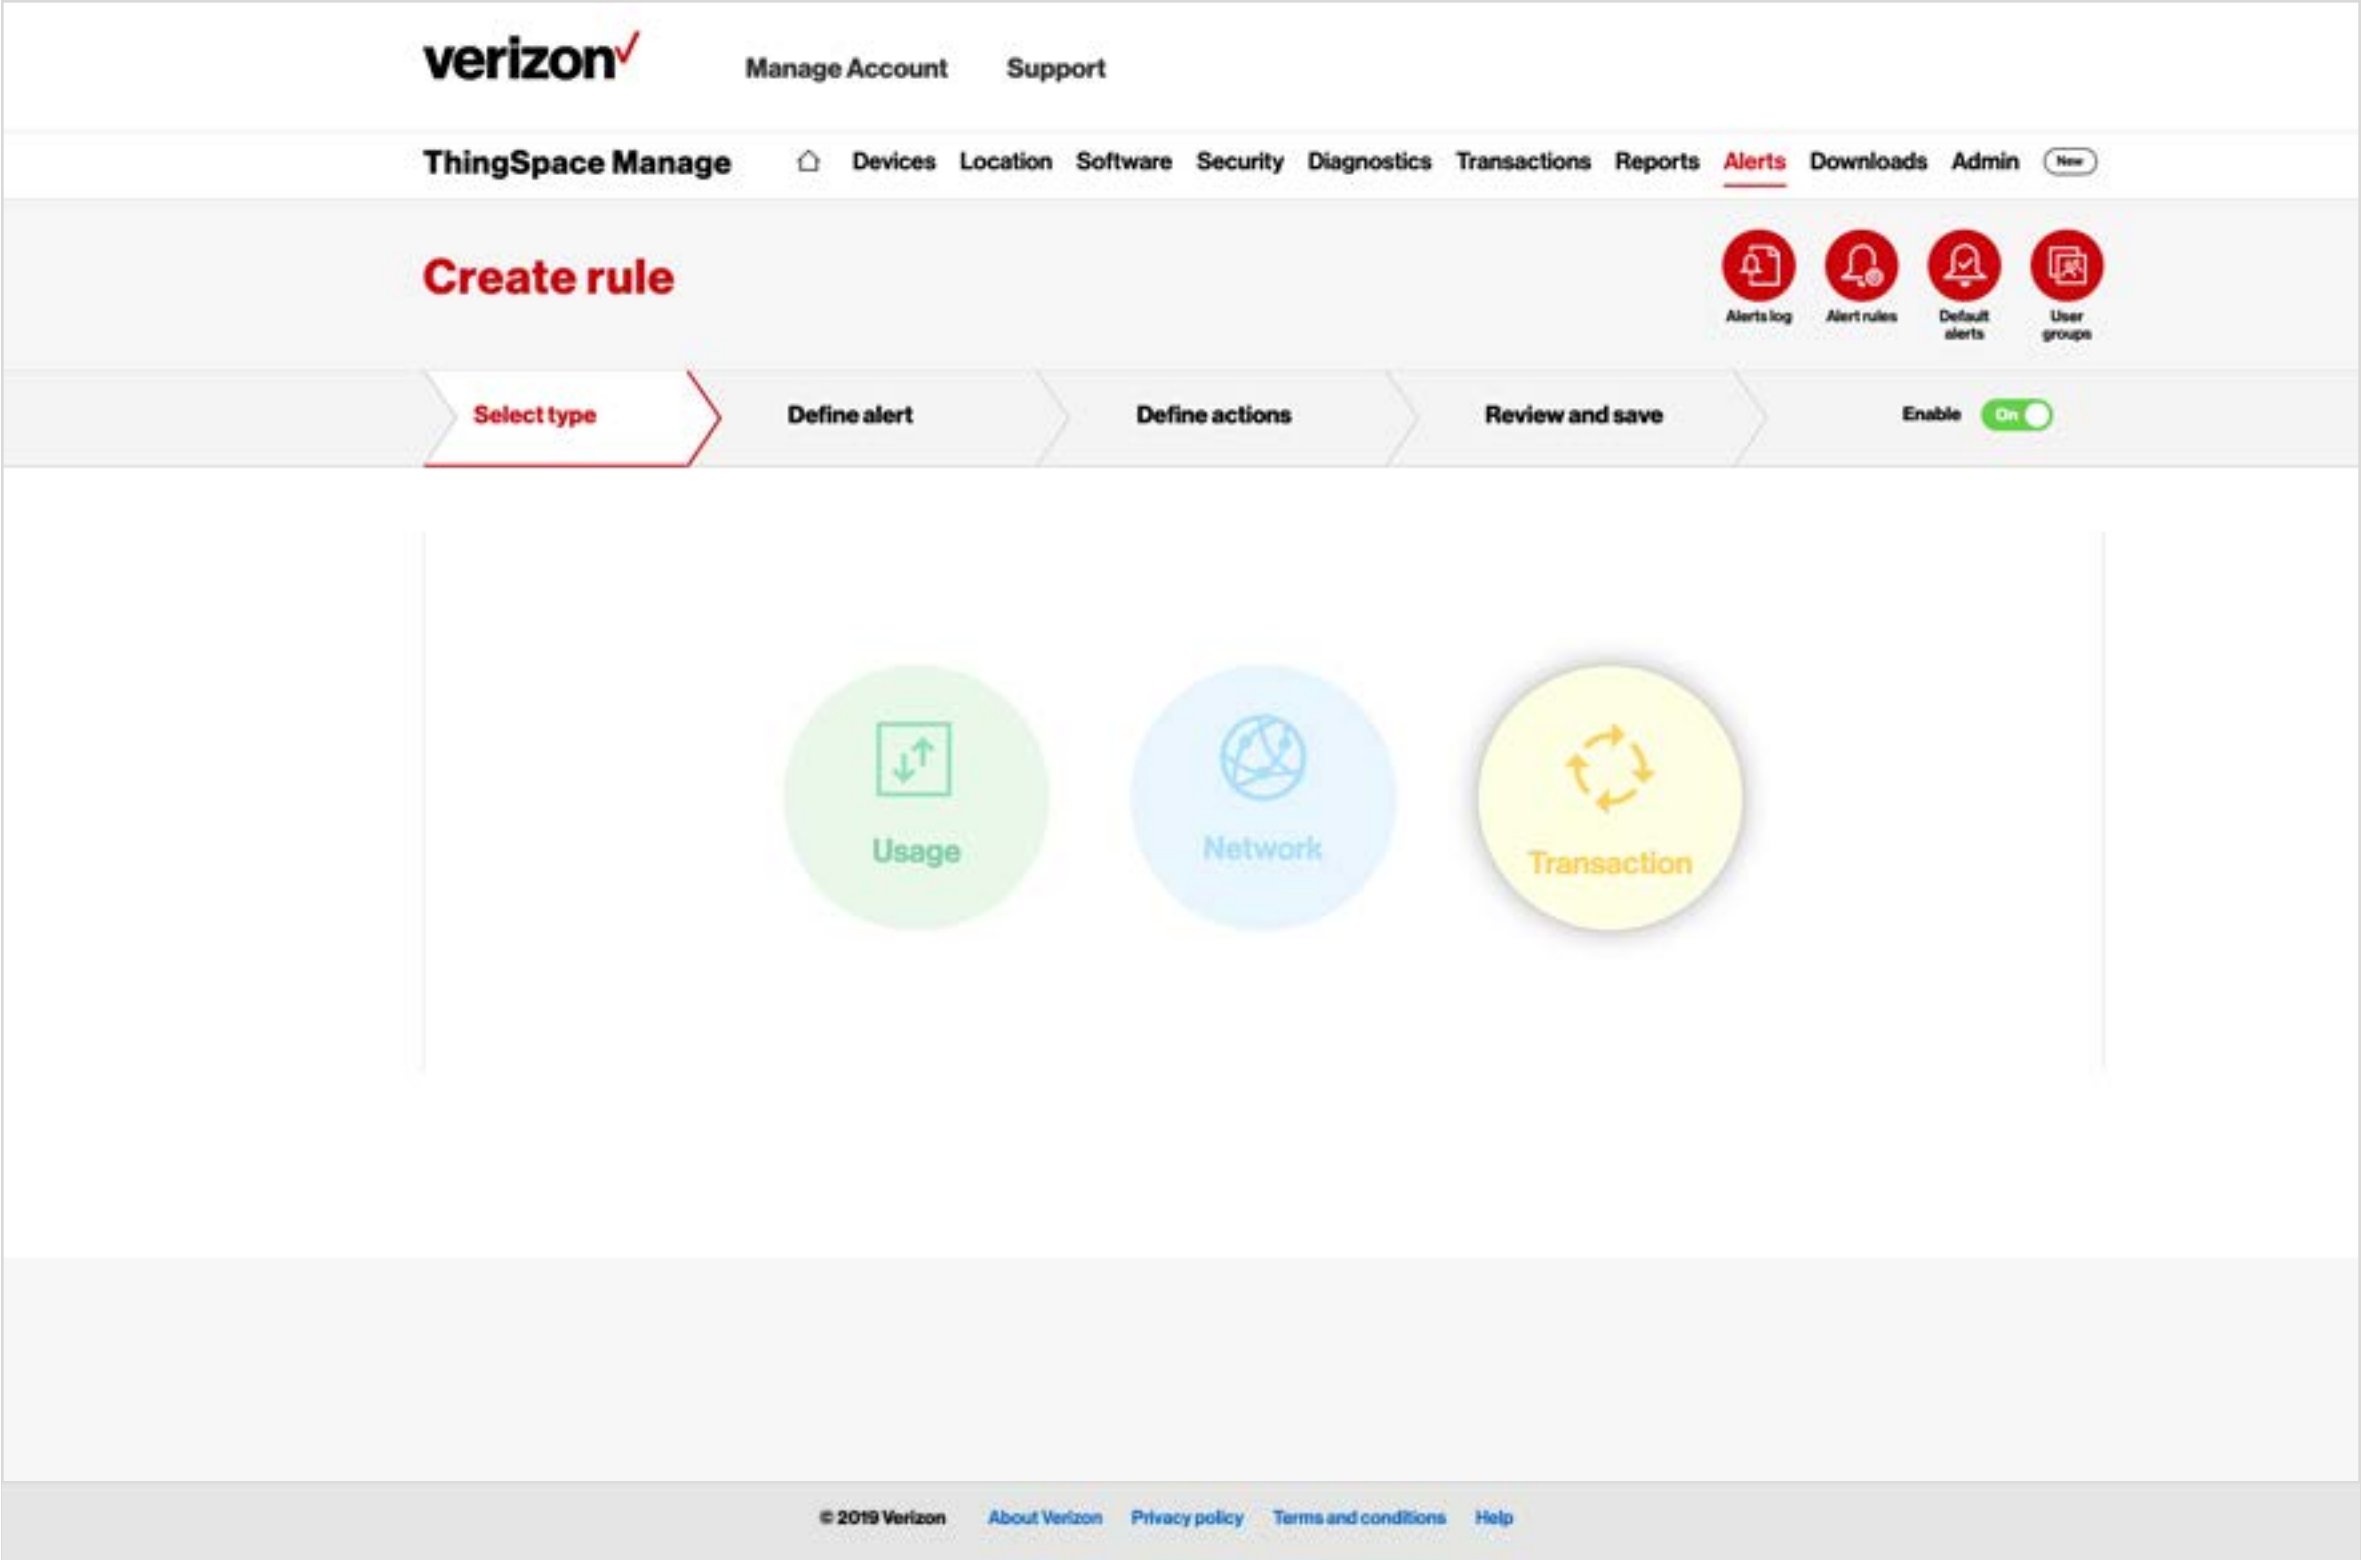 verizon
Manage Account Support
ThingSpace Manage Devices Location Software Security Diagnostics Transactions Reports Alerts Downloads Admin New
Create rule
Alerts log Alert rules Default alerts User groups
Select type Define alert Define actions Review and save Enable On
Usage Network Transaction
© 2019 Verizon About Verizon Privacy policy Terms and conditions Help